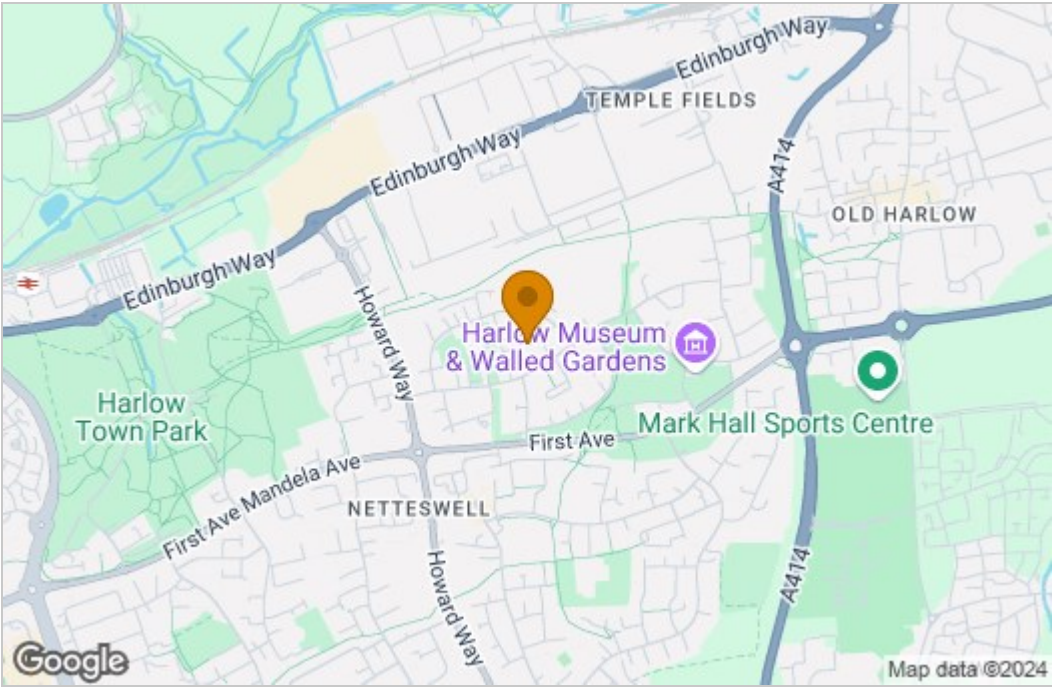 Edinburgh Way
TEMPLE FIELDS
Edinburgh Way
A414
OLD HARLOW
Edinburgh Way
Howard Way
Harlow Museum
& Walled Gardens
Harlow
Town Park
Mark Hall Sports Centre
First Ave
First Ave Mandela Ave
NETTESWELL
Howard Way
A414
Google
Map data ©2024